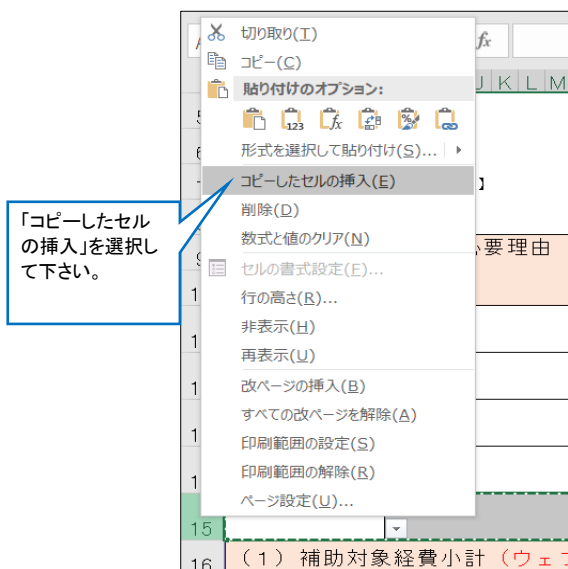 切り取り(T)
コピー(C)
fx
貼り付けのオプション:
J K L M
123 fx %
形式を選択して貼り付け(S)...
コピーしたセルの挿入(E)
】
「コピーしたセル
の挿入」を選択し
て下さい。
削除(D)
数式と値のクリア(N)
要理由
セルの書式設定(F)...
行の高さ(R)...
非表示(H)
再表示(U)
改ページの挿入(B)
すべての改ページを解除(A)
印刷範囲の設定(S)
印刷範囲の解除(R)
ページ設定(U)...
15
16 (1)補助対象経費小計(ウェブ